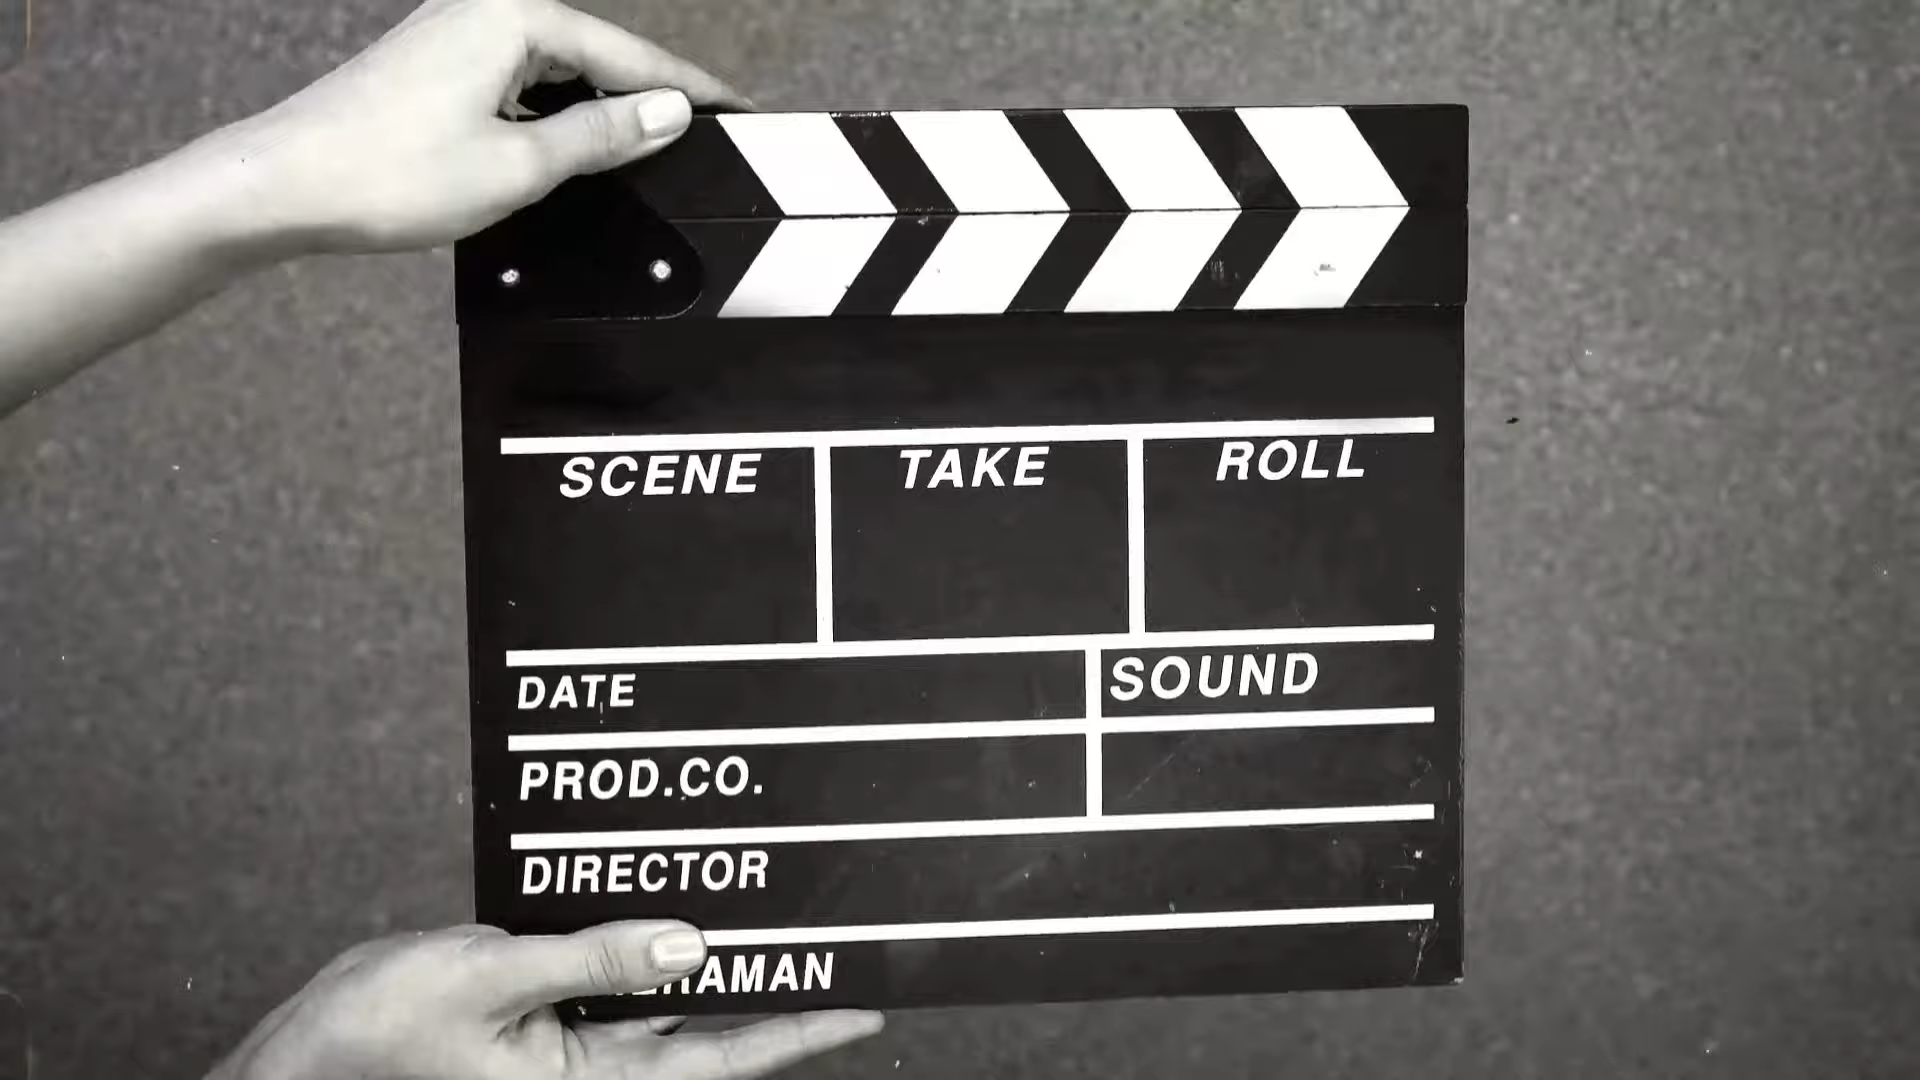 SCENE TAKE ROLL
DATE SOUND
PROD.CO.
DIRECTOR